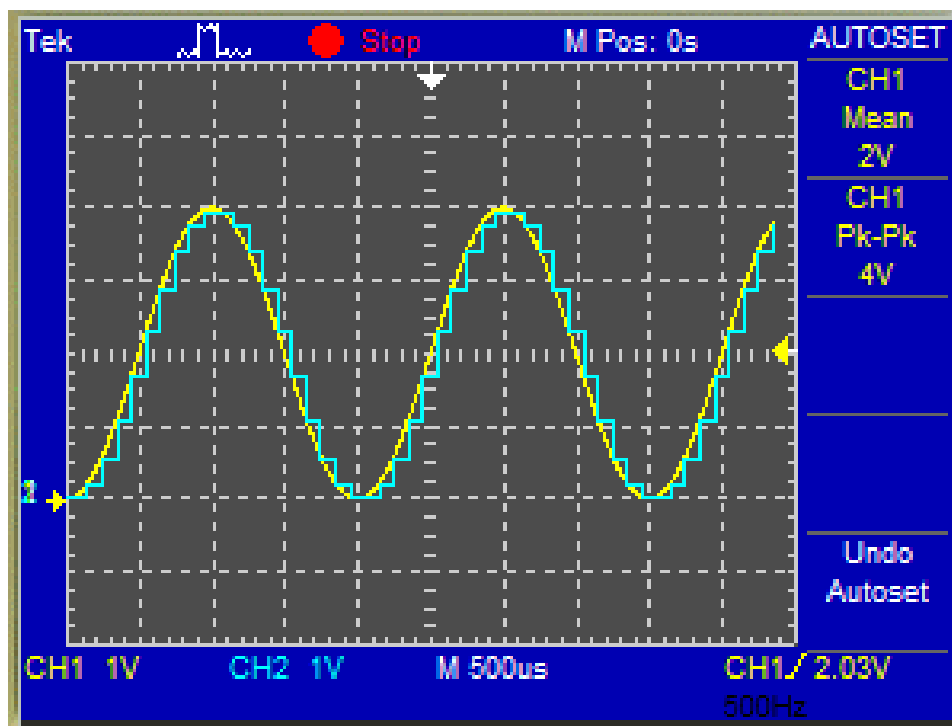 Tek Stop M Pos: 0s AUTOSET
CH1
Mean
2V
CH1
Pk-Pk
4V
2
Undo
Autoset
CH1 1V CH2 1V M 500us CH1 2.03V
500Hz